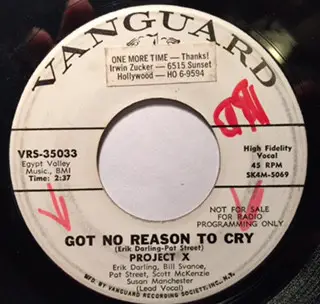 VANGUARD
ONE MORE TIME — Thanks!
Irwin Zucker — 6515 Sunset
Hollywood — HO 6-9594
VRS-35033
Egypt Valley
Music, BMI
Time: 2:37
High Fidelity
Vocal
45 RPM
SK4M-5069
NOT FOR SALE
FOR RADIO
PROGRAMMING ONLY
GOT NO REASON TO CRY
(Erik Darling-Pat Street)
PROJECT X
Erik Darling, Bill Svanoe,
Pat Street, Scott McKenzie
Susan Manchester
(Lead Vocal)
MFD. BY VANGUARD RECORDING SOCIETY, INC., N.Y.